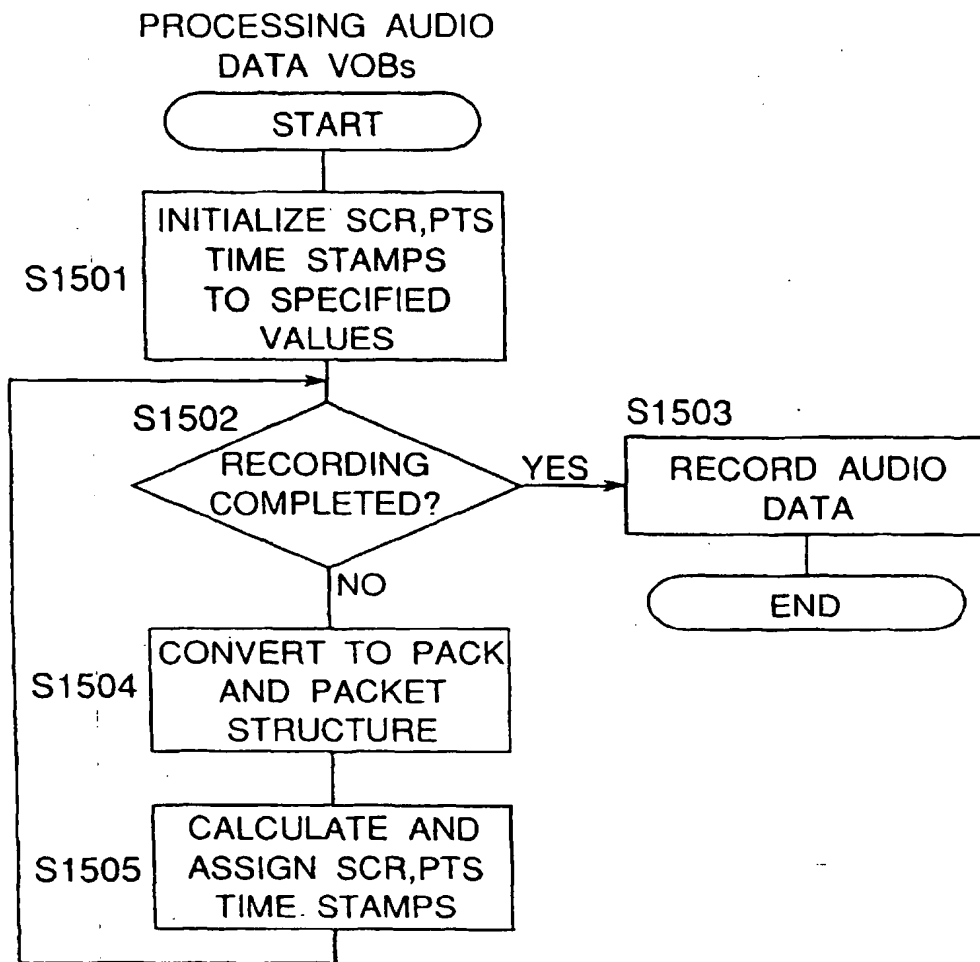 PROCESSING AUDIO
DATA VOBs
START
S1501
INITIALIZE SCR,PTS
TIME STAMPS
TO SPECIFIED
VALUES
S1502
RECORDING
COMPLETED?
YES
S1503
RECORD AUDIO
DATA
END
NO
S1504
CONVERT TO PACK
AND PACKET
STRUCTURE
S1505
CALCULATE AND
ASSIGN SCR,PTS
TIME STAMPS